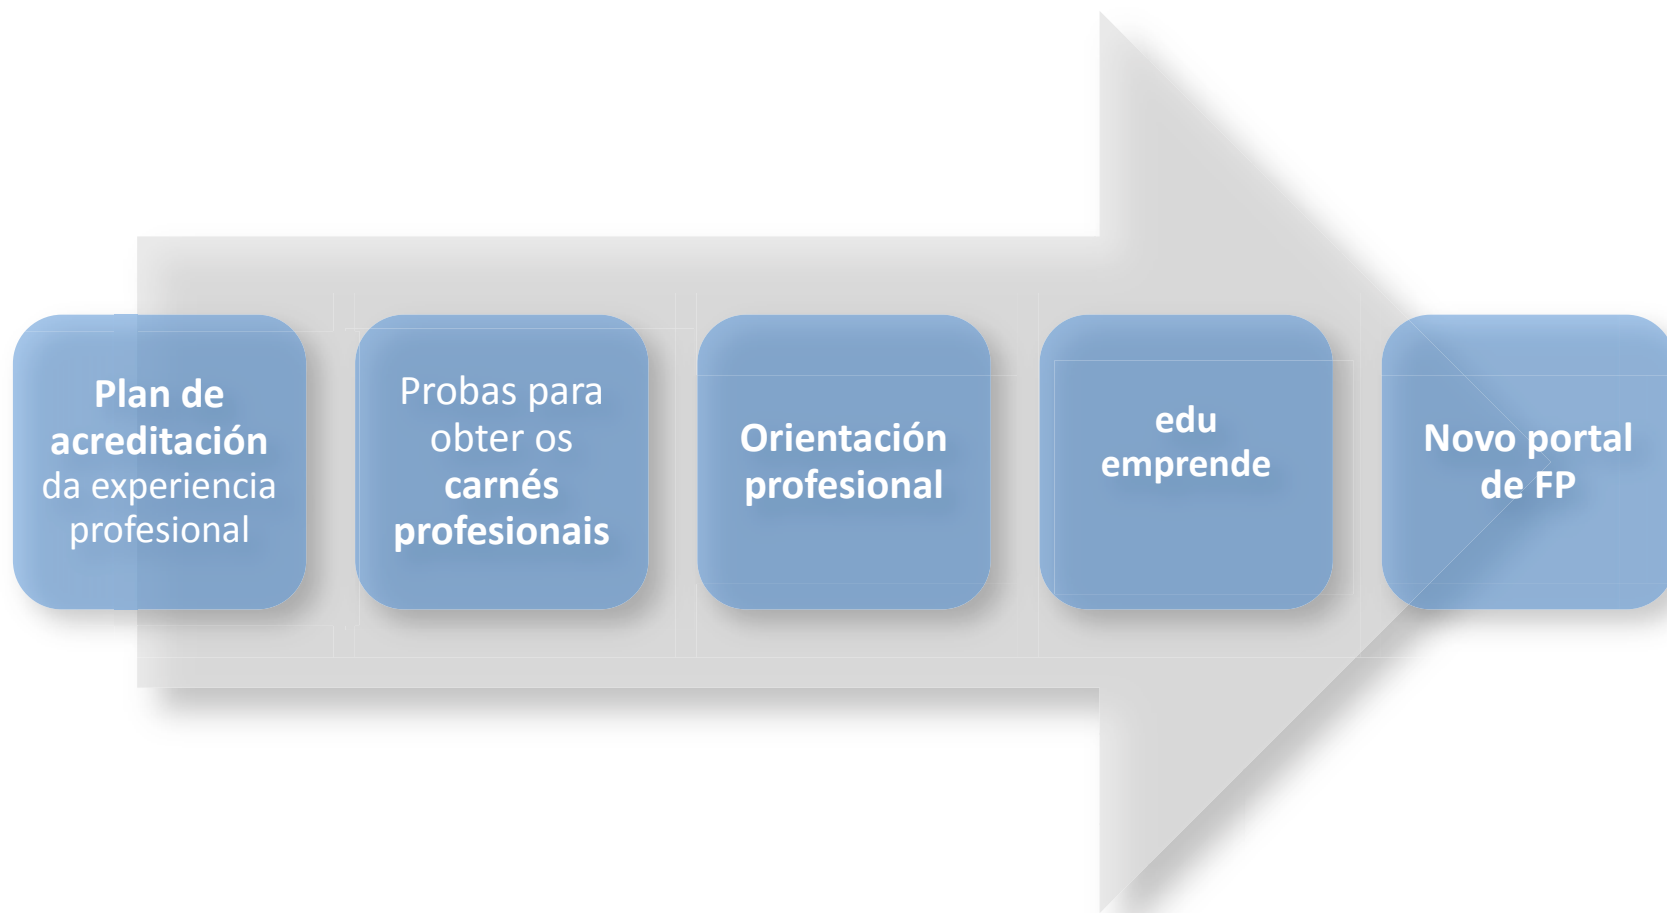 Plan de
acreditación
da experiencia
profesional
Probas para
obter os
carnés
profesionais
Orientación
profesional
edu
emprende
Novo portal
de FP